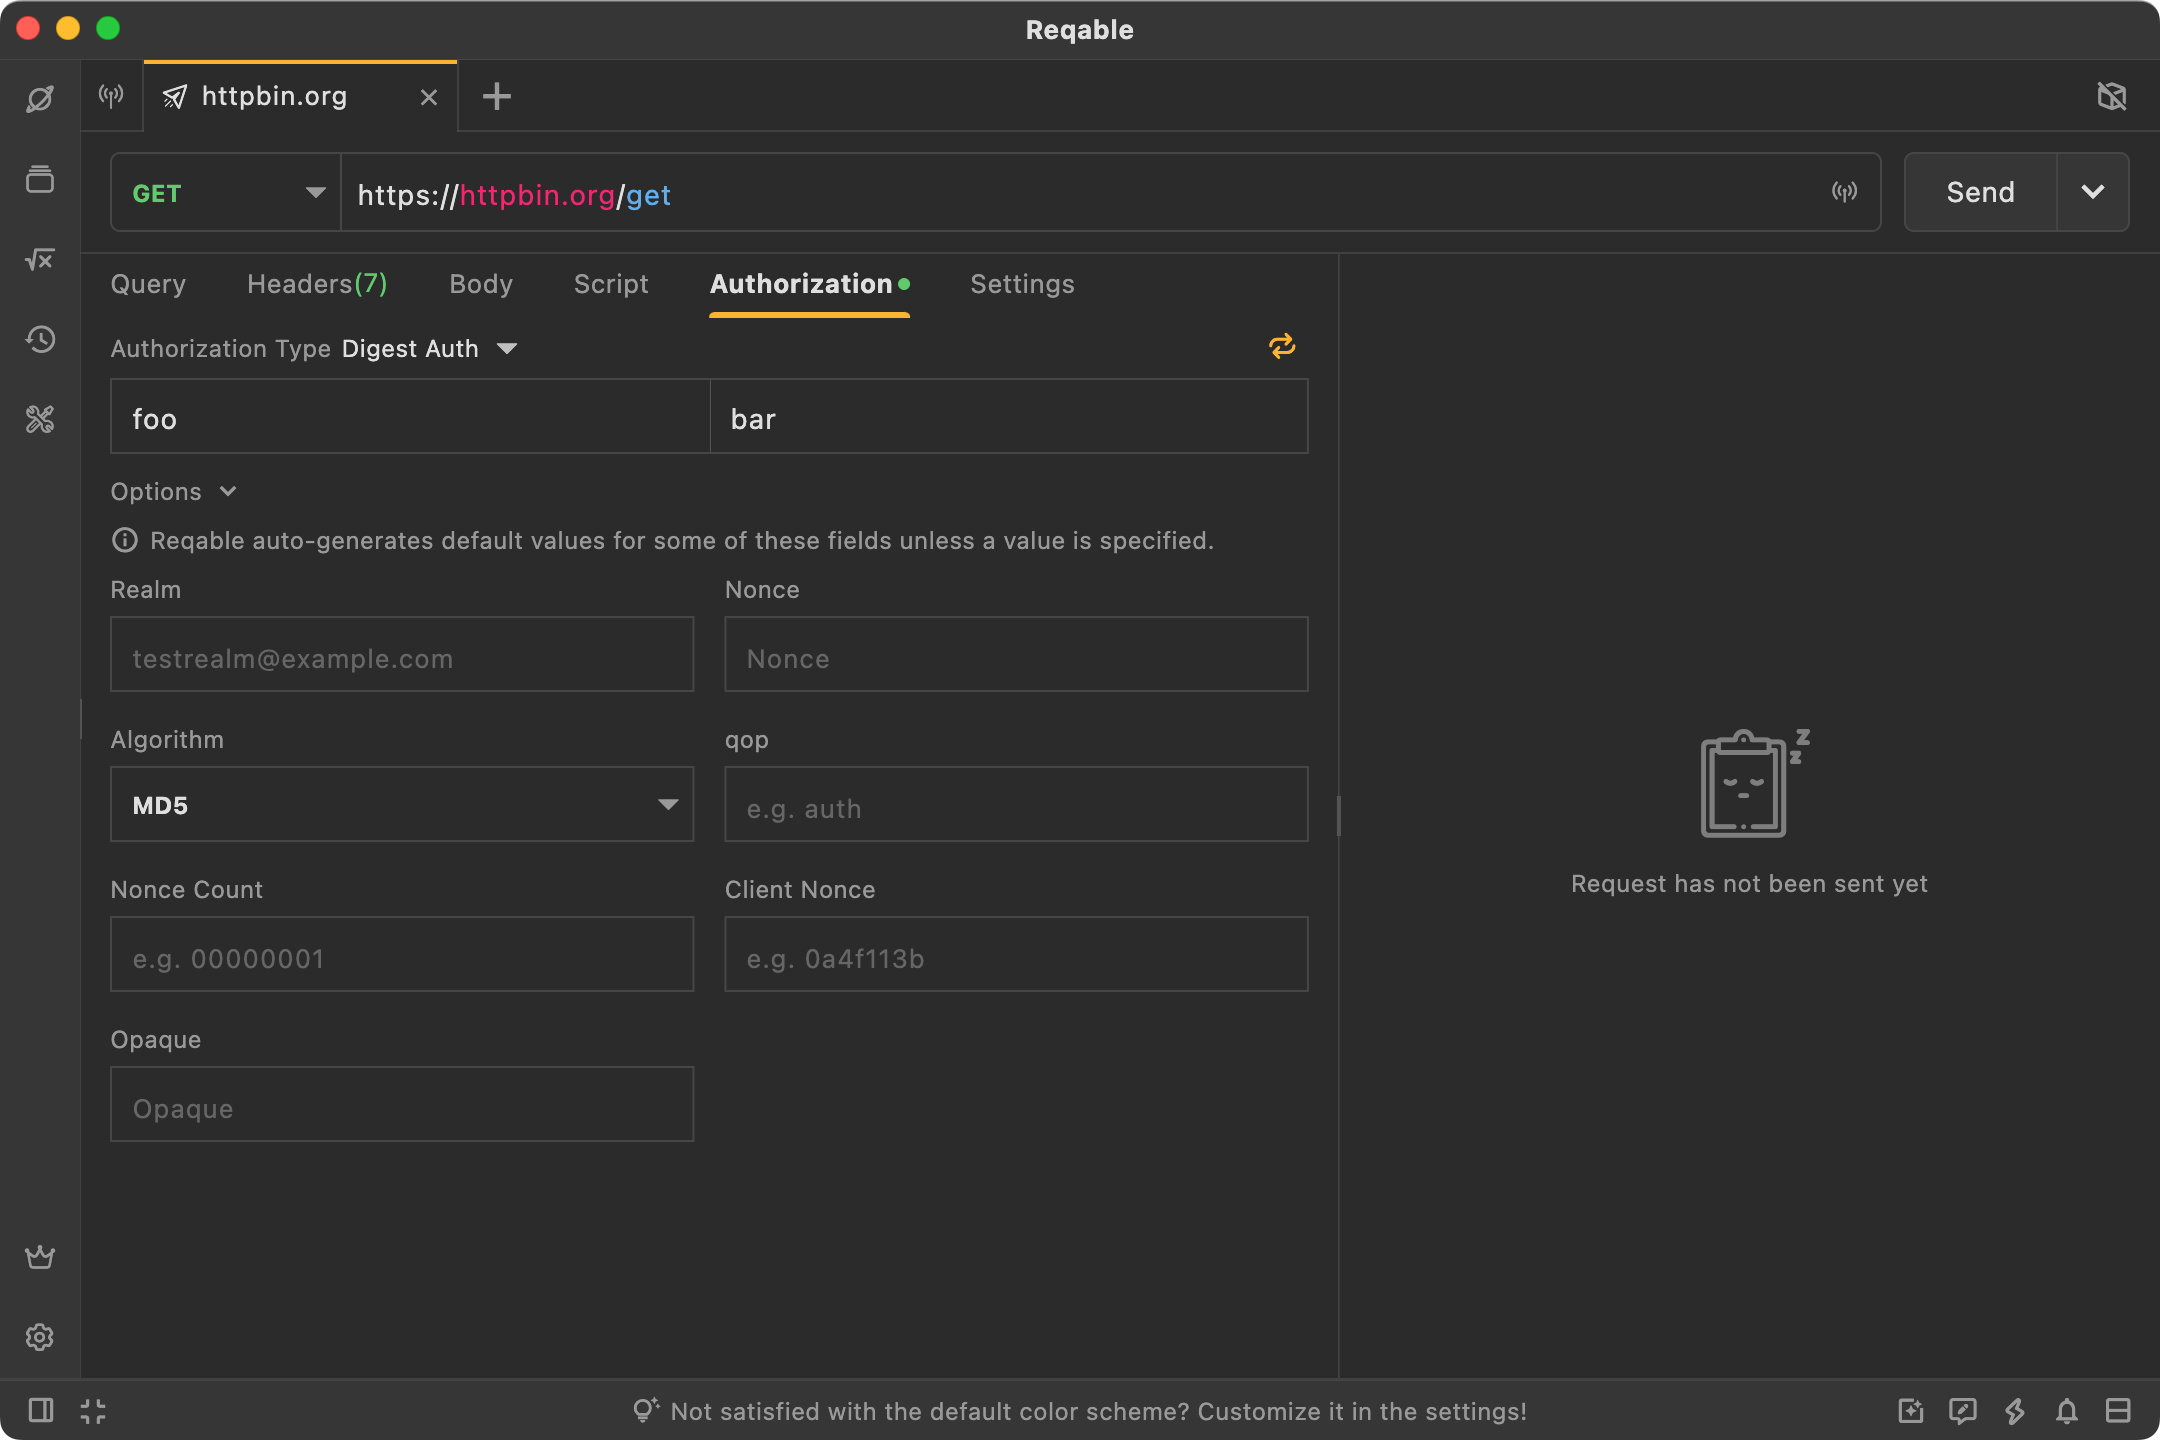 Reqable
httpbin.org
GET https://httpbin.org/get Send
Query Headers(7) Body Script Authorization Settings
Authorization Type Digest Auth
foo bar
Options
Reqable auto-generates default values for some of these fields unless a value is specified.
Realm Nonce
testrealm@example.com Nonce
Algorithm qop
MD5 e.g. auth
Nonce Count Client Nonce
e.g. 00000001 e.g. 0a4f113b
Opaque
Opaque
z
z
Request has not been sent yet
Not satisfied with the default color scheme? Customize it in the settings!